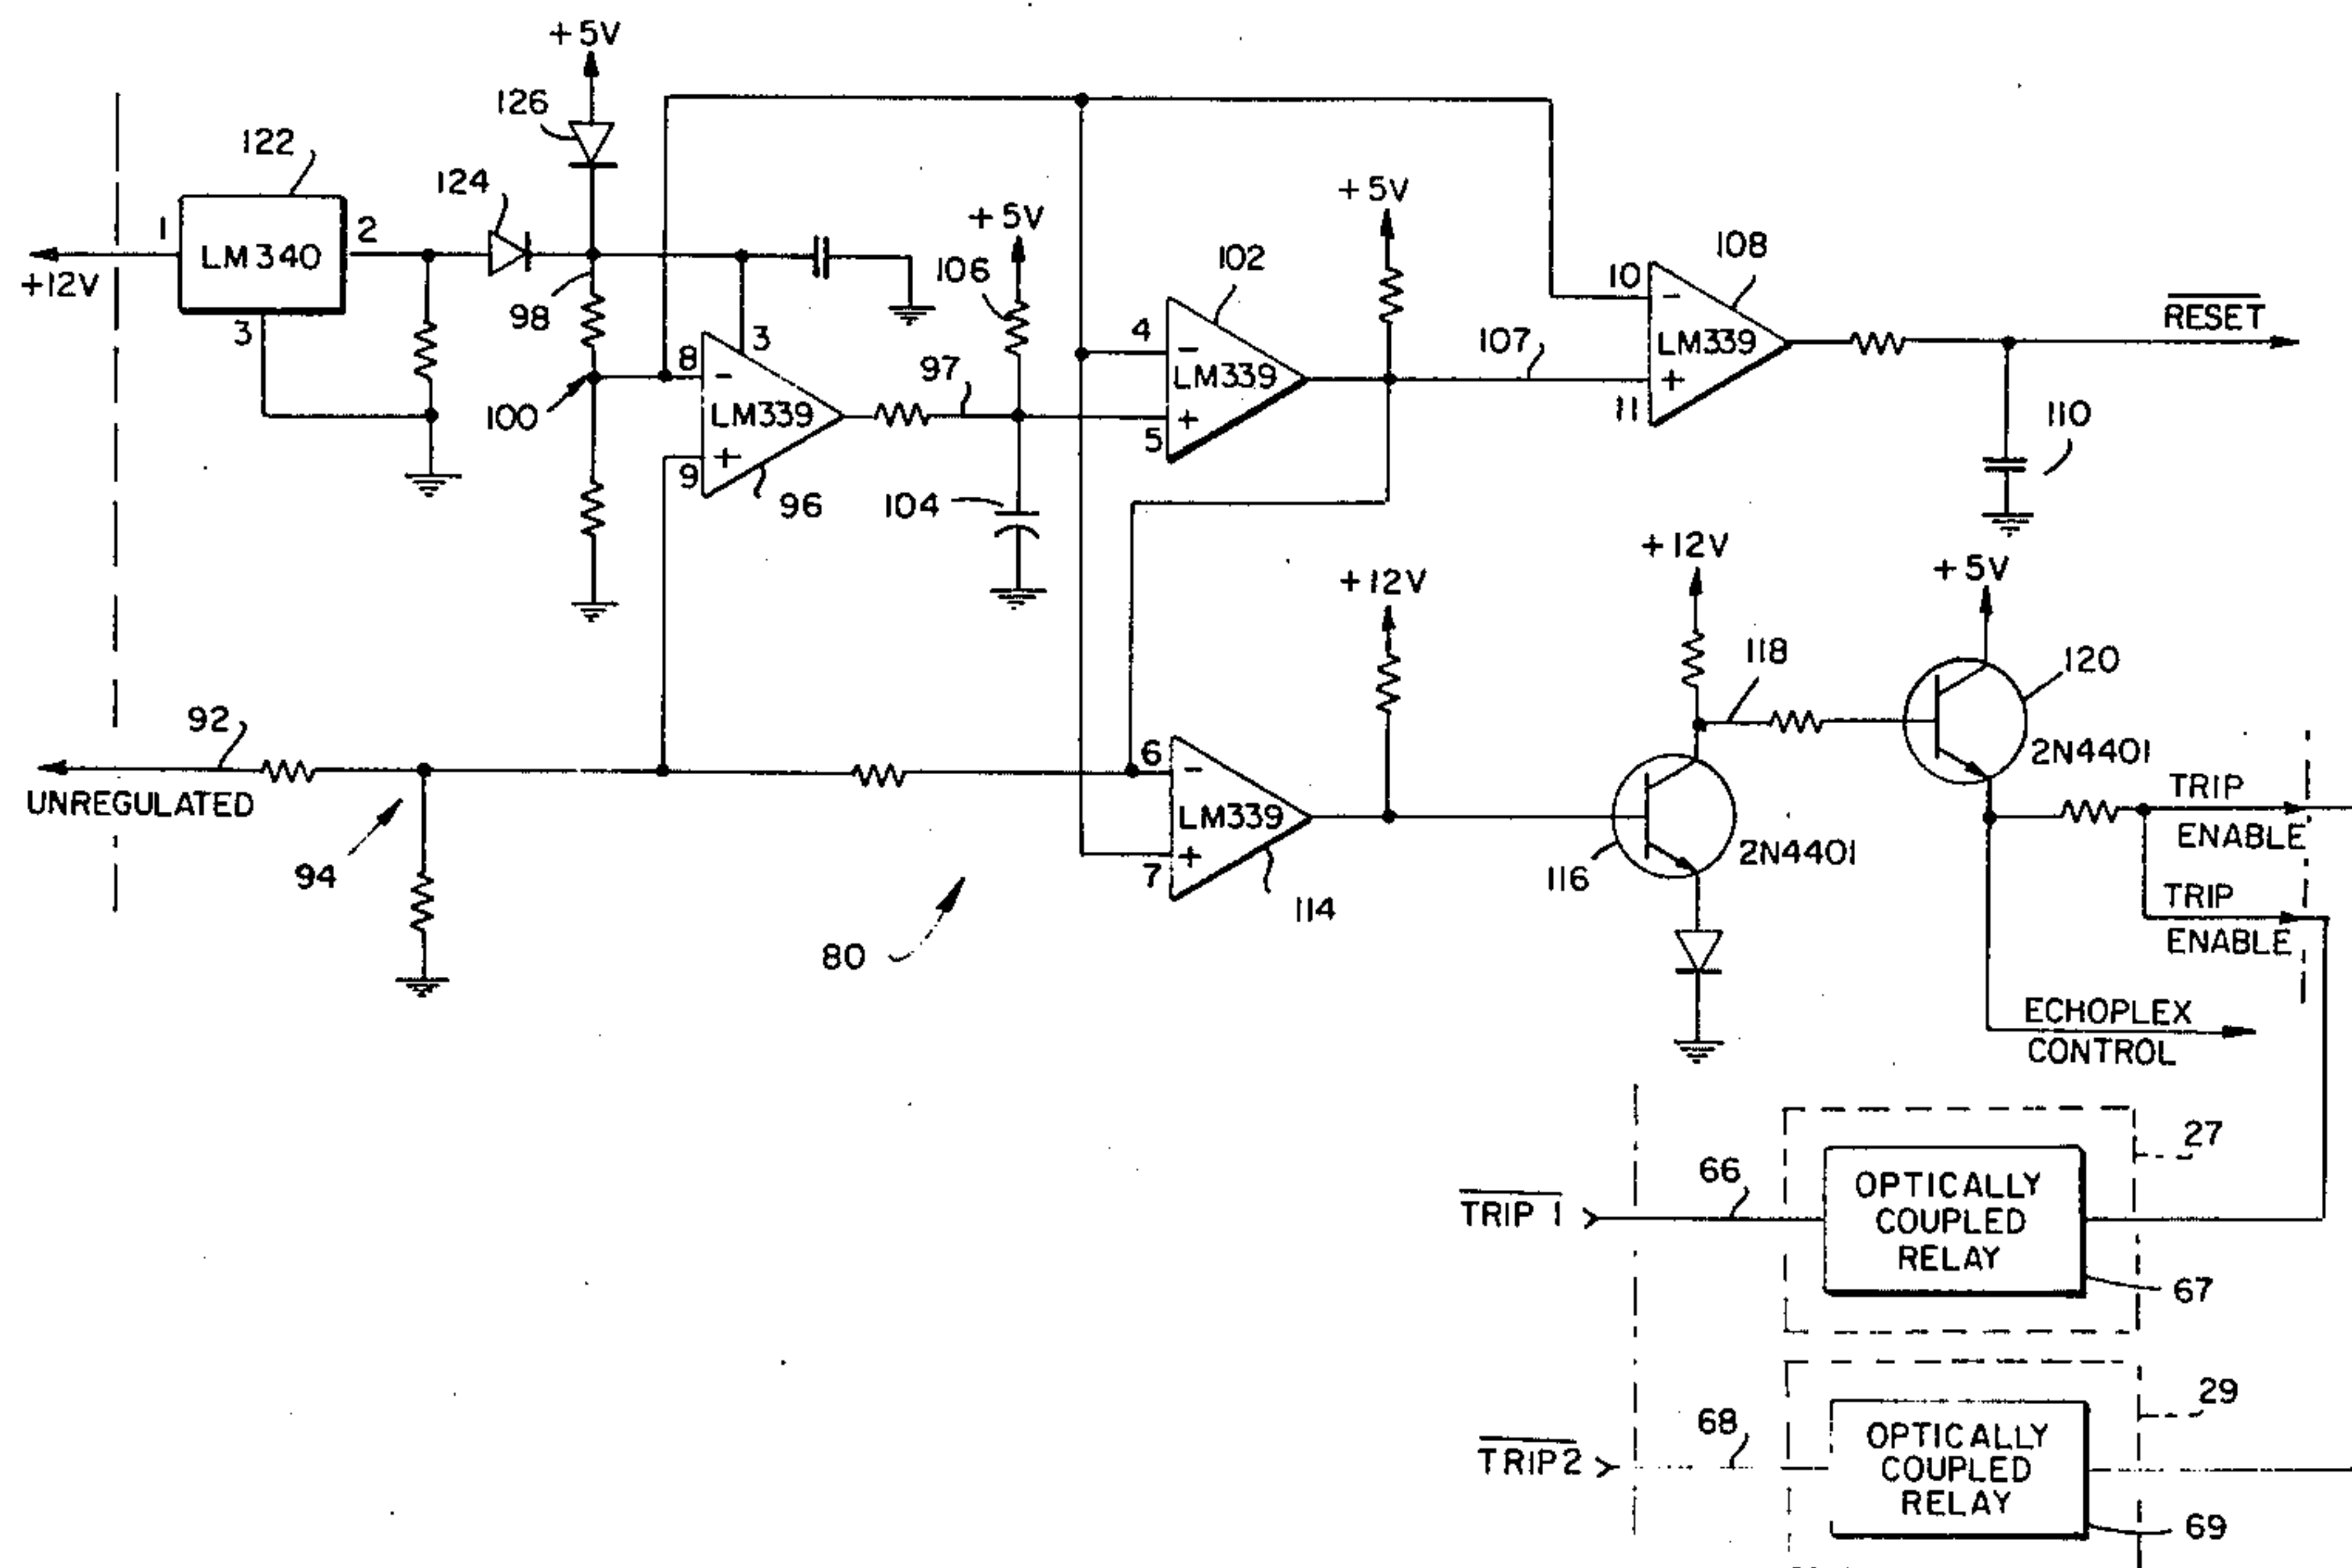 +5V
126
122
124
+5V
+5V
1
2
LM340
106
102
108
10
-
RESET
+12V
3
98
3
4
-
107
LM339
8
-
97
LM339
+
100
LM339
+
11
110
9
+
5
104
96
+12V
+12V
+5V
118
120
92
6
-
2N4401
UNREGULATED
LM339
TRIP
ENABLE
94
+
7
116
2N4401
TRIP
ENABLE
80
114
ECHOPLEX
CONTROL
27
66
OPTICALLY
COUPLED
RELAY
TRIP 1
67
29
68
OPTICALLY
COUPLED
RELAY
TRIP2
69